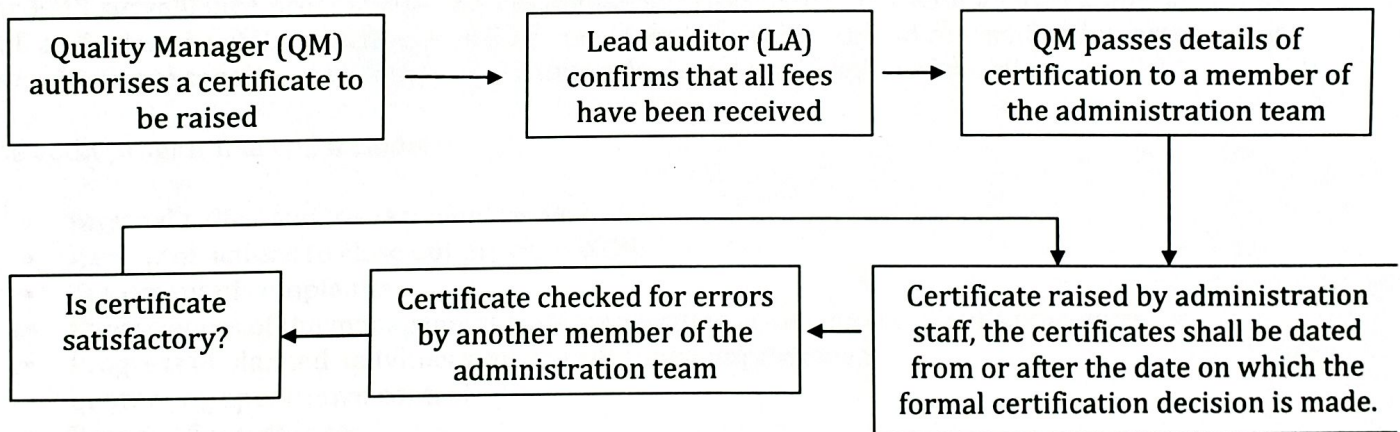 Quality Manager (QM)
authorises a certificate to
be raised
Lead auditor (LA)
confirms that all fees
have been received
QM passes details of
certification to a member of
the administration team
Is certificate
satisfactory?
Certificate checked for errors
by another member of the
administration team
Certificate raised by administration
staff, the certificates shall be dated
from or after the date on which the
formal certification decision is made.